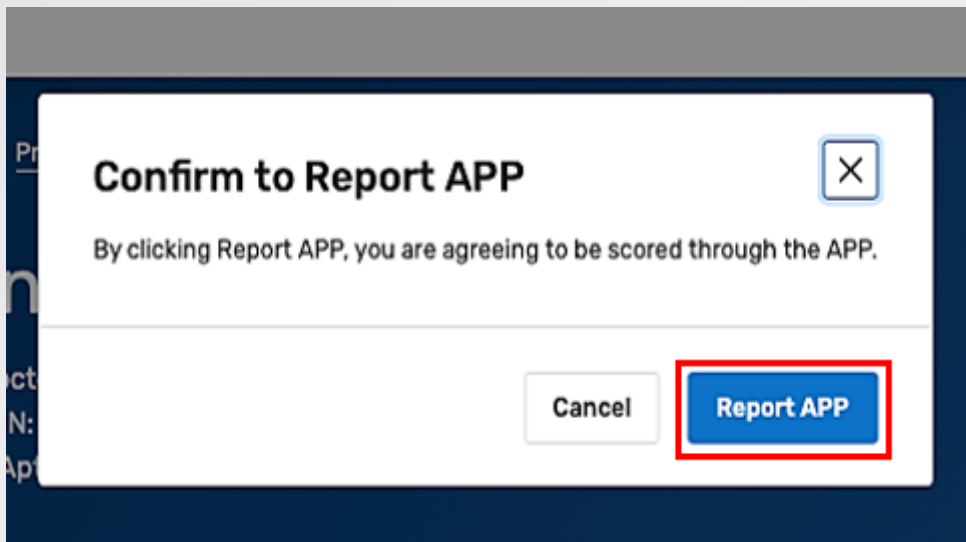 Confirm to Report APP
By clicking Report APP, you are agreeing to be scored through the APP.
Cancel
Report APP